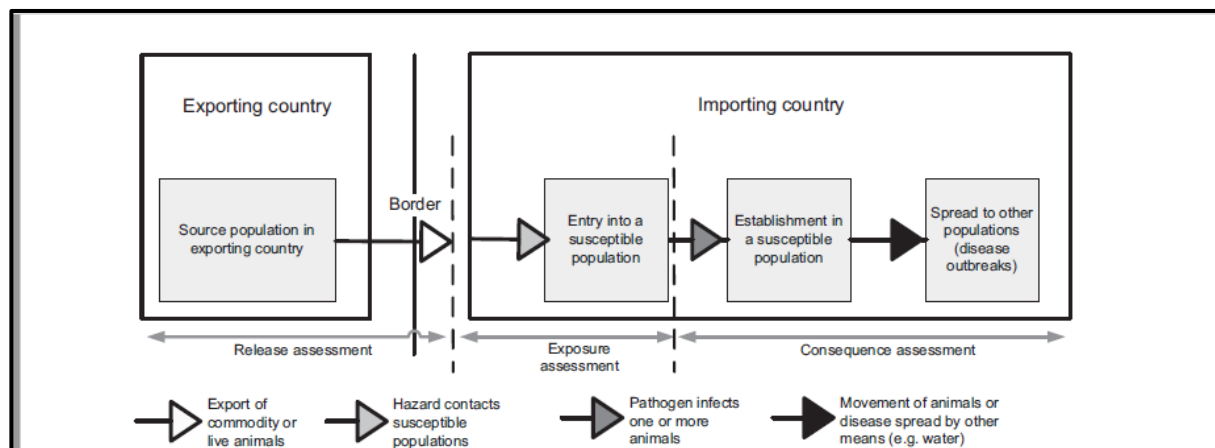 Exporting country
Importing country
Border
Source population in
exporting country
Entry into a
susceptible
population
Establishment in
a susceptible
population
Spread to other
populations
(disease
outbreaks)
Release assessment
Exposure
assessment
Consequence assessment
Export of
commodity or
live animals
Hazard contacts
susceptible
populations
Pathogen infects
one or more
animals
Movement of animals or
disease spread by other
means (e.g. water)